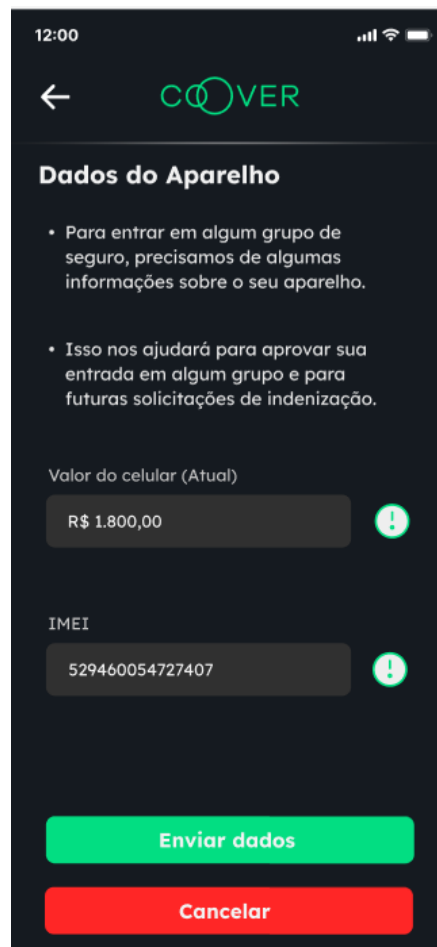 12:00
COOVER
Dados do Aparelho
• Para entrar em algum grupo de
seguro, precisamos de algumas
informações sobre o seu aparelho.
• Isso nos ajudará para aprovar sua
entrada em algum grupo e para
futuras solicitações de indenização.
Valor do celular (Atual)
R$ 1.800,00
!
IMEI
529460054727407
!
Enviar dados
Cancelar